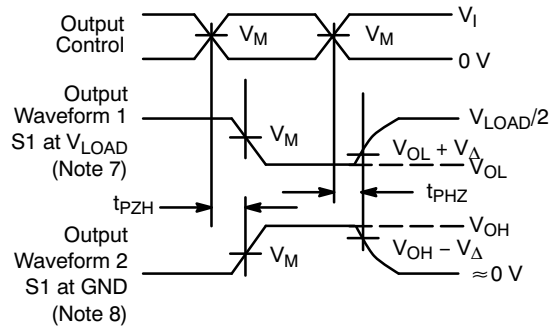 Output
Control
V_M
V_M
V_I
0 V
Output
Waveform 1
S1 at V_LOAD
(Note 7)
V_M
V_LOAD/2
V_OL + V_Δ
V_OL
t_PZH
t_PHZ
Output
Waveform 2
S1 at GND
(Note 8)
V_M
V_OH
V_OH − V_Δ
≈0 V